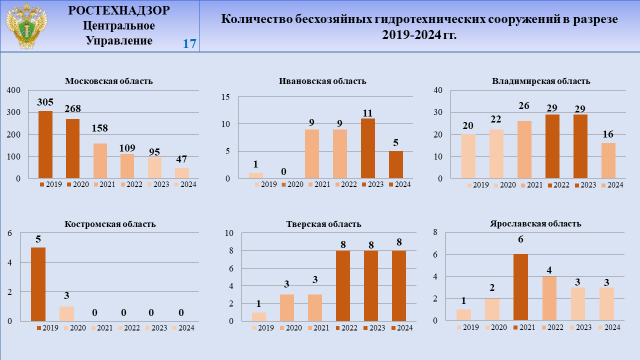 РОСТЕХНАДЗОР
Центральное
Управление
17
Количество бесхозяйных гидротехнических сооружений в разрезе
2019-2024 гг.
Московская область
400
300
200
100
0
305 268 158 109 95 47
2019 2020 2021 2022 2023 2024
Ивановская область
15
10
5
0
1 0 9 9 11 5
2019 2020 2021 2022 2023 2024
Владимирская область
40
30
20
10
0
20 22 26 29 29 16
2019 2020 2021 2022 2023 2024
Костромская область
6
4
2
0
5 3 0 0 0 0
2019 2020 2021 2022 2023 2024
Тверская область
10
8
6
4
2
0
1 3 3 8 8 8
2019 2020 2021 2022 2023 2024
Ярославская область
8
6
4
2
0
1 2 6 4 3 3
2019 2020 2021 2022 2023 2024